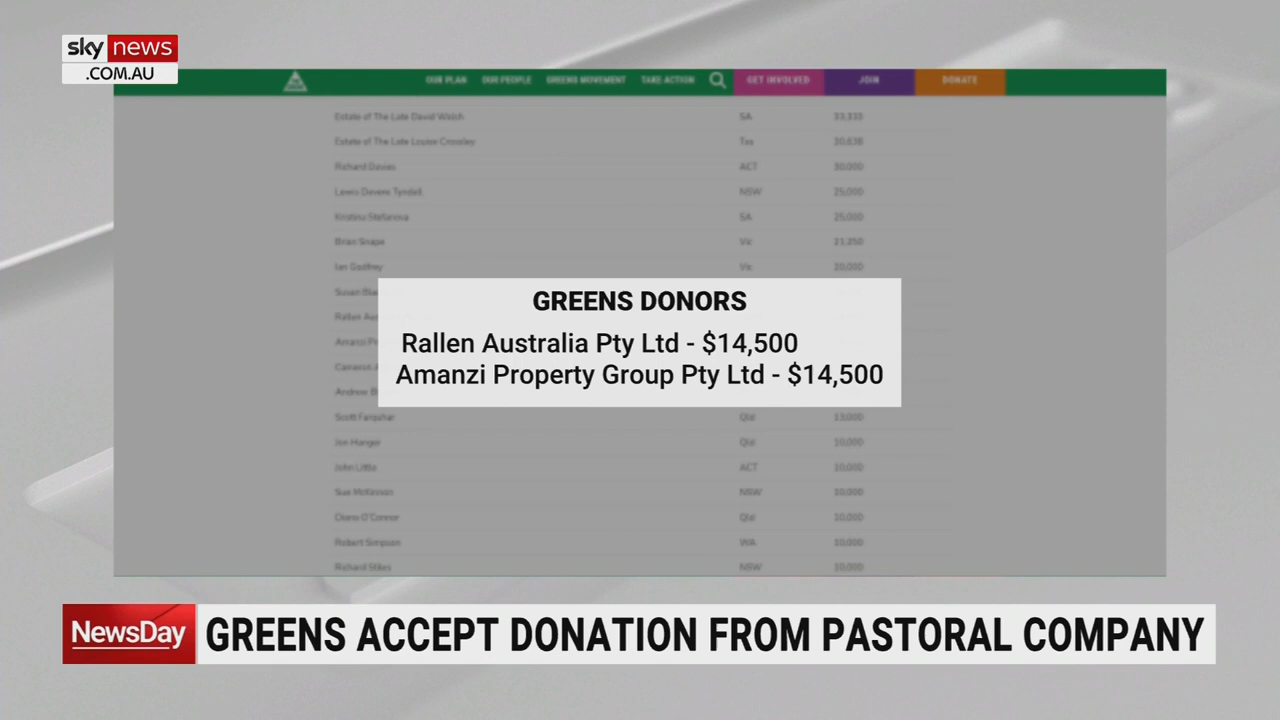 sky news
.COM.AU
OUR PLAN OUR PEOPLE GREENS MOVEMENT TAKE ACTION GET INVOLVED JOIN DONATE
Estate of The Late David Walsh SA 33,333
Estate of The Late Louise Crossley Tas 30,638
Richard Davies ACT 30,000
Lewis Devere Tyndall NSW 25,000
Kristina Stefanova SA 25,000
Brian Snape Vic 21,250
Ian Godfrey Vic 20,000
Susan
Rallen
GREENS DONORS
Rallen Australia Pty Ltd - $14,500
Amanzi Property Group Pty Ltd - $14,500
Cameron
Andrew
Scott Farquhar Qld 13,000
Jon Hanger Qld 10,000
John Little ACT 10,000
Sue McKinnon NSW 10,000
Diane O'Connor Qld 10,000
Robert Simpson WA 10,000
Richard Stiles NSW 10,000
NewsDay
GREENS ACCEPT DONATION FROM PASTORAL COMPANY